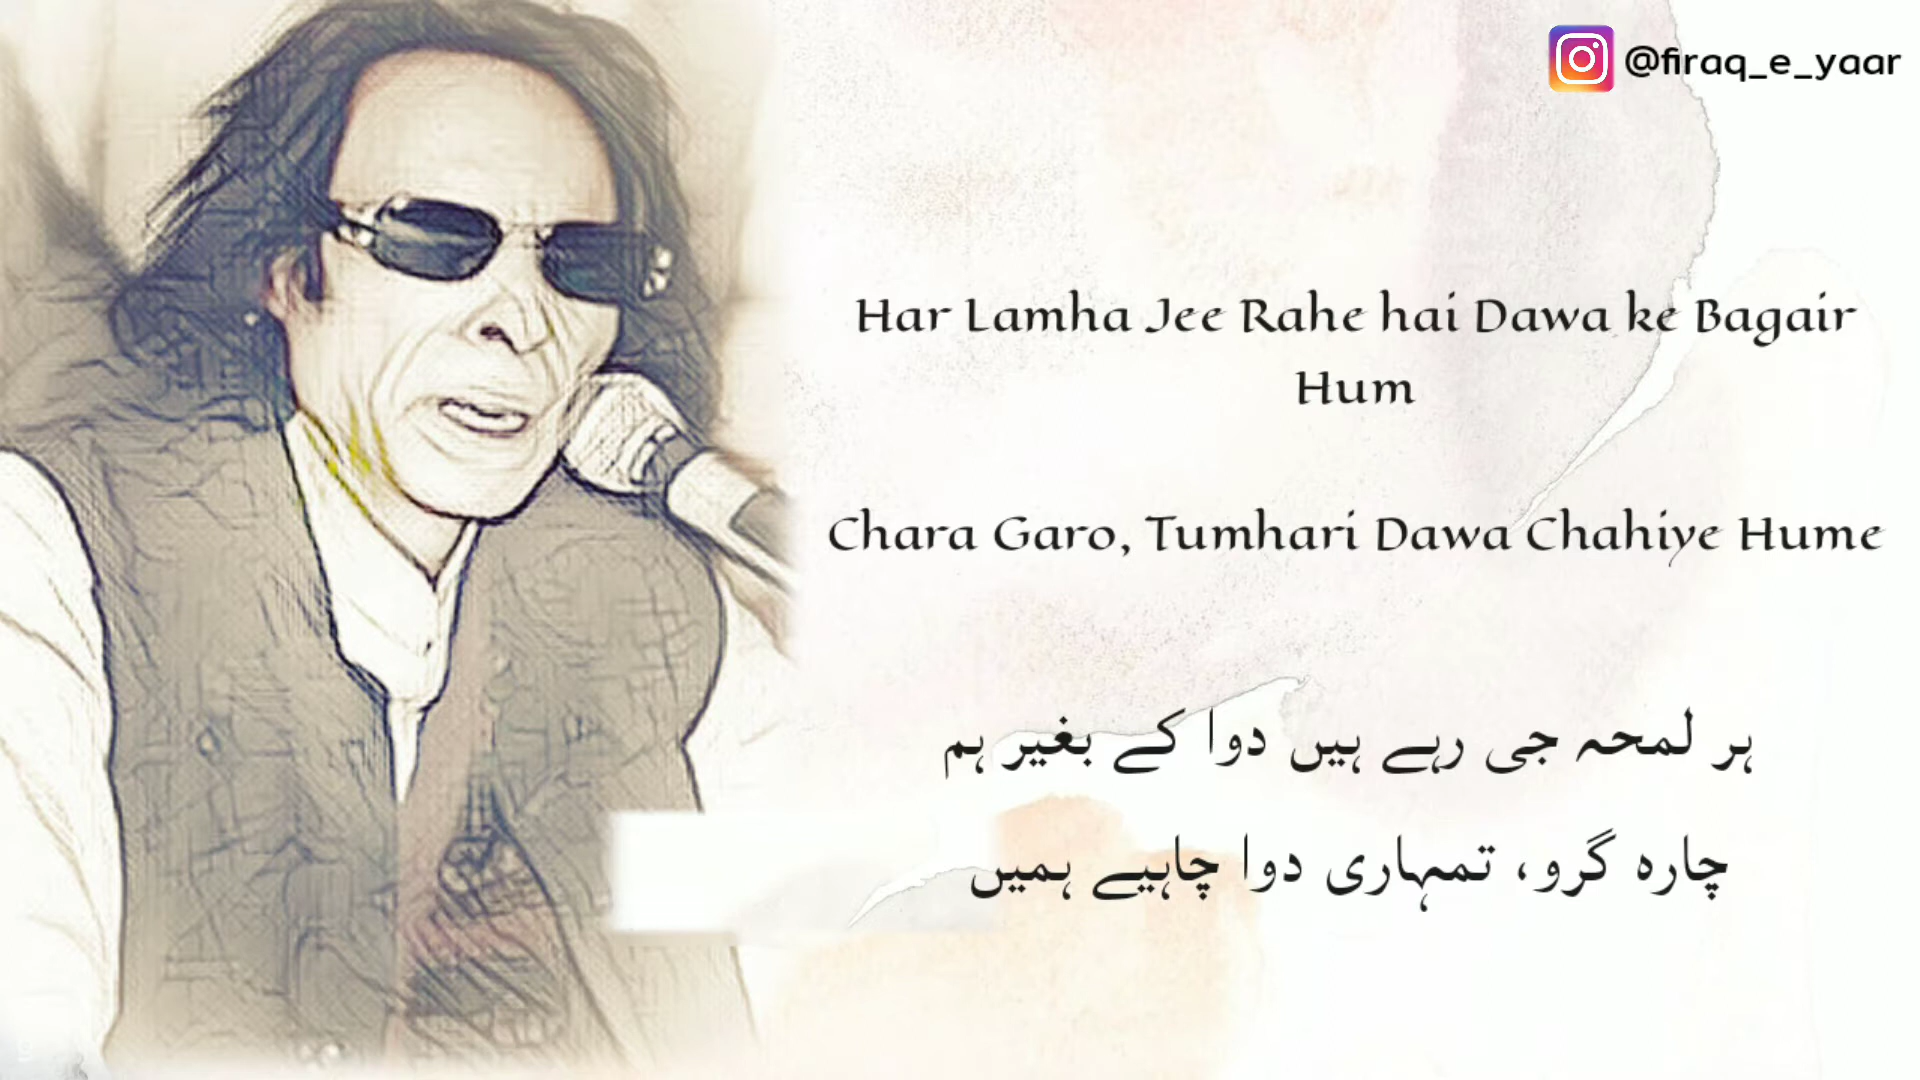 @firaq_e_yaar
Har Lamha Jee Rahe hai Dawa ke Bagair
Hum
Chara Garo, Tumhari Dawa Chahiye Hume
ہر لمحہ جی رہے ہیں دوا کے بغیر ہم
چارہ گرو، تمہاری دوا چاہیے ہمیں